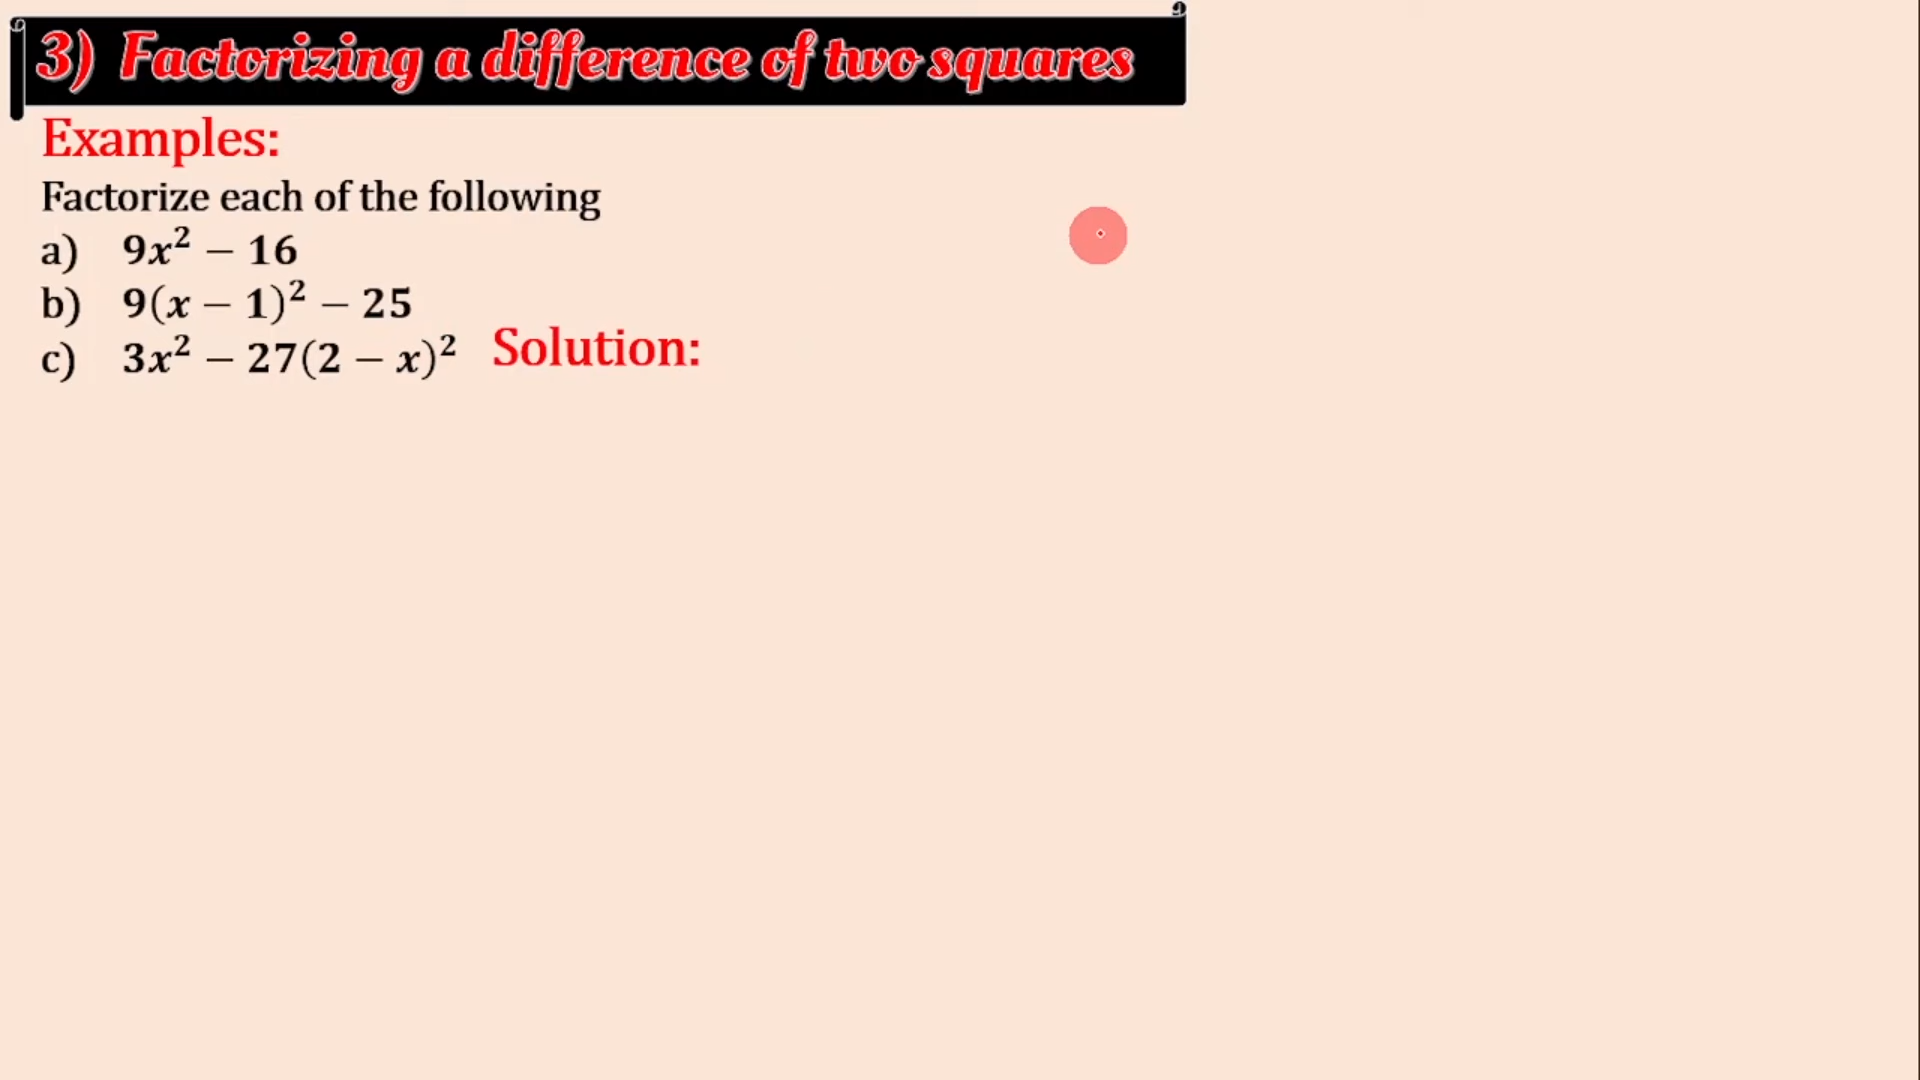 3) Factorizing a difference of two squares
Examples:
Factorize each of the following
a) 9x² − 16
b) 9(x − 1)² − 25
c) 3x² − 27(2 − x)²
Solution: